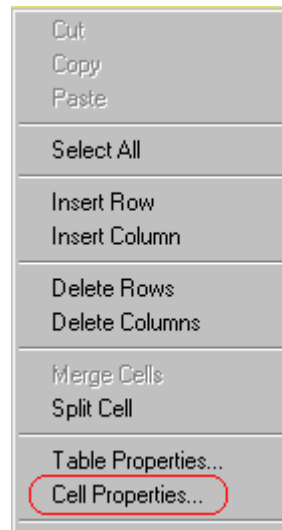 Cut
Copy
Paste
Select All
Insert Row
Insert Column
Delete Rows
Delete Columns
Merge Cells
Split Cell
Table Properties...
Cell Properties...